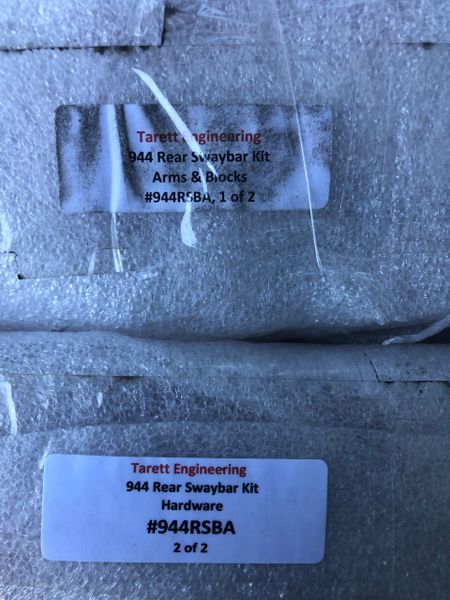 Tarett Engineering
944 Rear Swaybar Kit
Arms & Blocks
#944RSBA, 1 of 2
Tarett Engineering
944 Rear Swaybar Kit
Hardware
#944RSBA
2 of 2